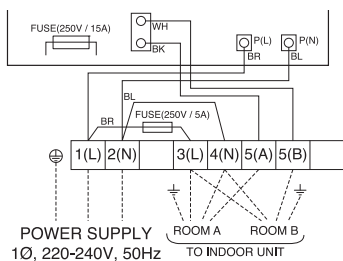 FUSE(250V / 15A)
WH
BK
P(L)
P(N)
BR
BL
BL
FUSE(250V / 5A)
BR
1(L) 2(N) 3(L) 4(N) 5(A) 5(B)
POWER SUPPLY
1Ø, 220-240V, 50Hz
ROOM A
ROOM B
TO INDOOR UNIT